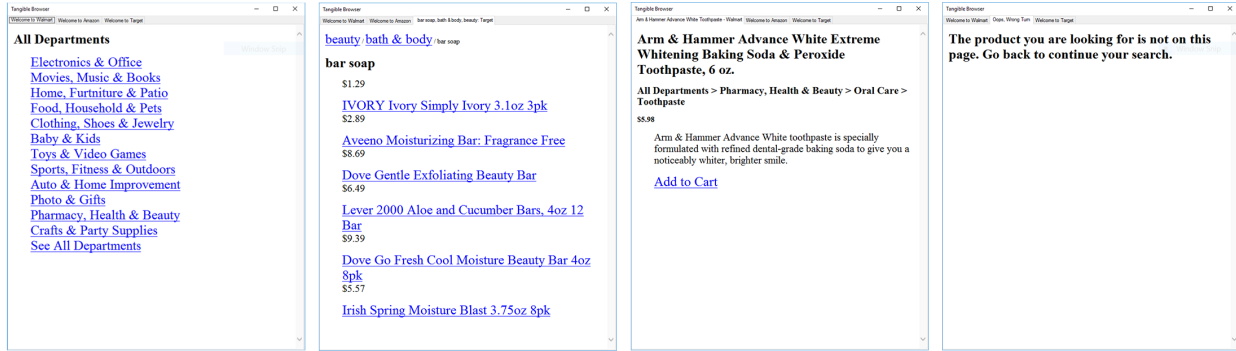 Tangible Browser
Welcome to Walmart Welcome to Amazon Welcome to Target
All Departments
Electronics & Office
Movies, Music & Books
Home, Furtniture & Patio
Food, Household & Pets
Clothing, Shoes & Jewelry
Baby & Kids
Toys & Video Games
Sports, Fitness & Outdoors
Auto & Home Improvement
Photo & Gifts
Pharmacy, Health & Beauty
Crafts & Party Supplies
See All Departments
Tangible Browser
Welcome to Walmart Welcome to Amazon bar soap, bath & body, beauty: Target
beauty / bath & body / bar soap
bar soap
$1.29
IVORY Ivory Simply Ivory 3.1oz 3pk
$2.89
Aveeno Moisturizing Bar: Fragrance Free
$8.69
Dove Gentle Exfoliating Beauty Bar
$6.49
Lever 2000 Aloe and Cucumber Bars, 4oz 12
Bar
$9.39
Dove Go Fresh Cool Moisture Beauty Bar 4oz
8pk
$5.57
Irish Spring Moisture Blast 3.75oz 8pk
Tangible Browser
Arm & Hammer Advance White Toothpaste - Walmart Welcome to Amazon Welcome to Target
Arm & Hammer Advance White Extreme
Whitening Baking Soda & Peroxide
Toothpaste, 6 oz.
All Departments > Pharmacy, Health & Beauty > Oral Care >
Toothpaste
$5.98
Arm & Hammer Advance White toothpaste is specially
formulated with refined dental-grade baking soda to give you a
noticeably whiter, brighter smile.
Add to Cart
Tangible Browser
Welcome to Walmart Oops, Wrong Turn Welcome to Target
The product you are looking for is not on this
page. Go back to continue your search.